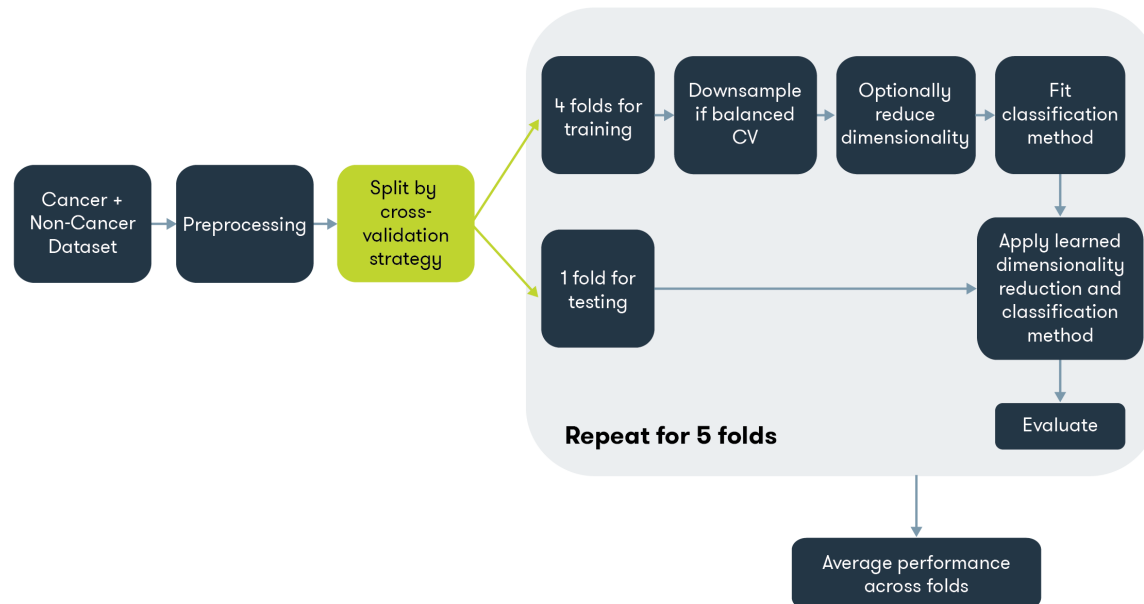 Cancer +
Non-Cancer
Dataset
Preprocessing
Split by
cross-
validation
strategy
4 folds for
training
Downsample
if balanced
CV
Optionally
reduce
dimensionality
Fit
classification
method
1 fold for
testing
Apply learned
dimensionality
reduction and
classification
method
Evaluate
Repeat for 5 folds
Average performance
across folds